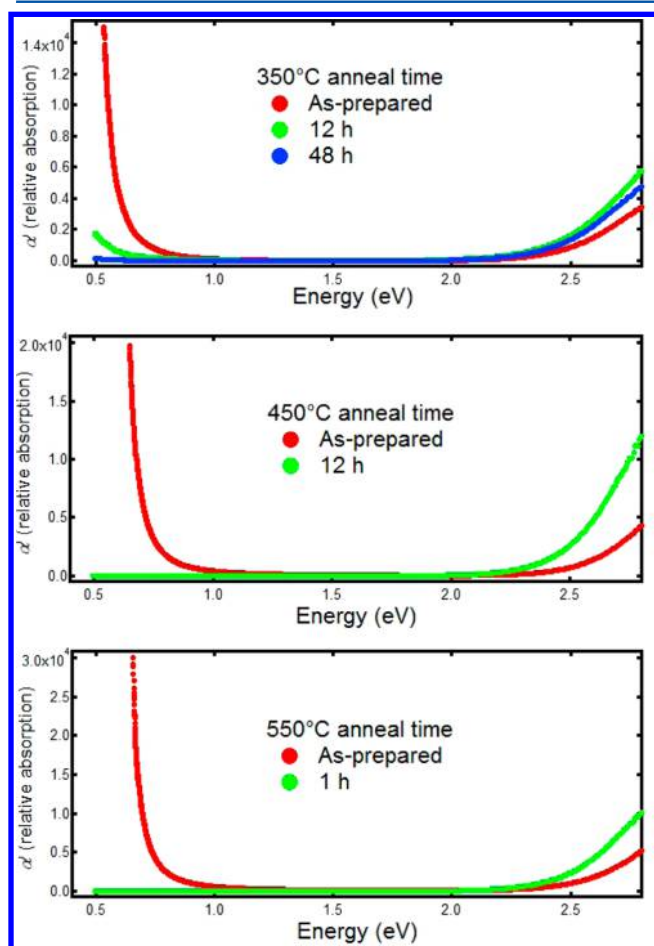 1.4x10⁴
1.2
1.0
0.8
0.6
0.4
0.2
0.0
α' (relative absorption)
350°C anneal time
As-prepared
12 h
48 h
0.5 1.0 1.5 2.0 2.5
Energy (eV)
2.0x10⁴
1.5
1.0
0.5
0.0
α' (relative absorption)
450°C anneal time
As-prepared
12 h
0.5 1.0 1.5 2.0 2.5
Energy (eV)
3.0x10⁴
2.5
2.0
1.5
1.0
0.5
0.0
α' (relative absorption)
550°C anneal time
As-prepared
1 h
0.5 1.0 1.5 2.0 2.5
Energy (eV)